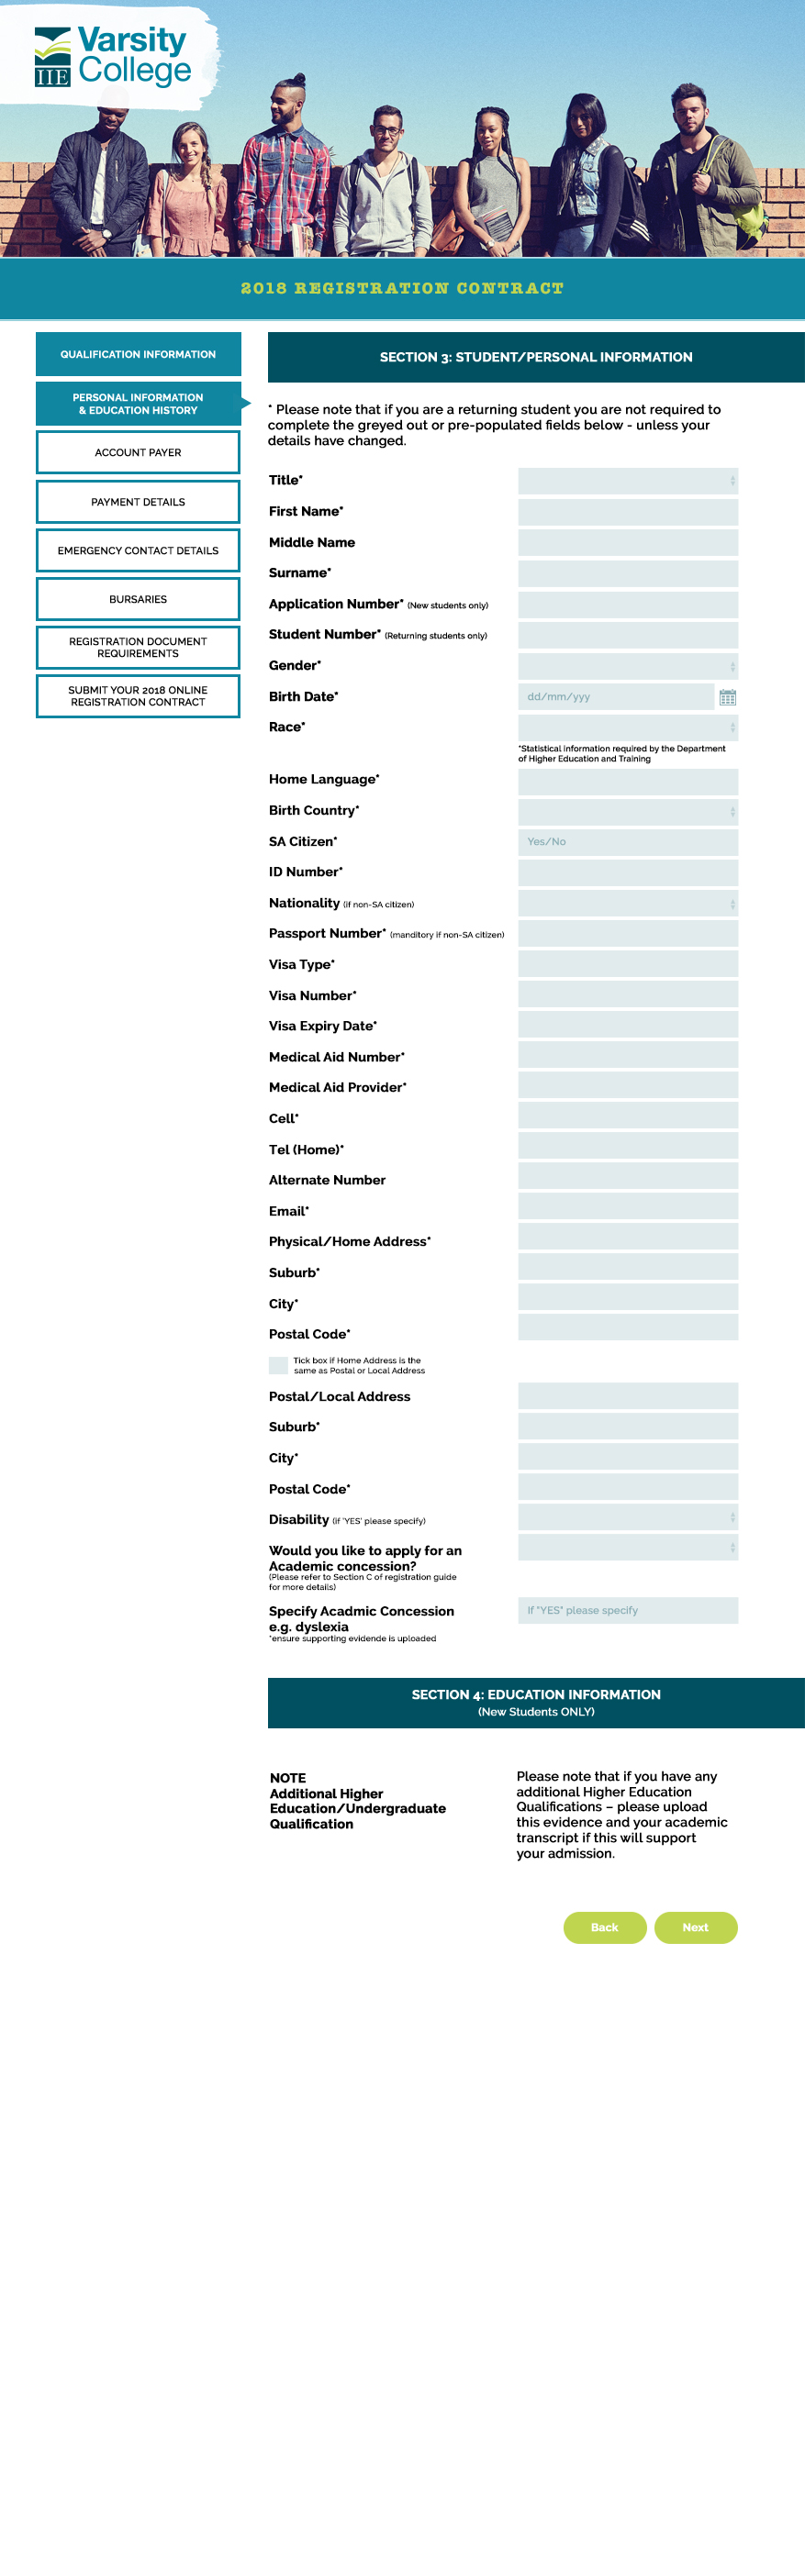 Varsity
College
IIE
2018 REGISTRATION CONTRACT
QUALIFICATION INFORMATION
PERSONAL INFORMATION
& EDUCATION HISTORY
ACCOUNT PAYER
PAYMENT DETAILS
EMERGENCY CONTACT DETAILS
BURSARIES
REGISTRATION DOCUMENT
REQUIREMENTS
SUBMIT YOUR 2018 ONLINE
REGISTRATION CONTRACT
SECTION 3: STUDENT/PERSONAL INFORMATION
* Please note that if you are a returning student you are not required to
complete the greyed out or pre-populated fields below - unless your
details have changed.
Title*
First Name*
Middle Name
Surname*
Application Number* (New students only)
Student Number* (Returning students only)
Gender*
Birth Date* dd/mm/yyy
Race*
*Statistical information required by the Department
of Higher Education and Training
Home Language*
Birth Country*
SA Citizen* Yes/No
ID Number*
Nationality (if non-SA citizen)
Passport Number* (manditory if non-SA citizen)
Visa Type*
Visa Number*
Visa Expiry Date*
Medical Aid Number*
Medical Aid Provider*
Cell*
Tel (Home)*
Alternate Number
Email*
Physical/Home Address*
Suburb*
City*
Postal Code*
Tick box if Home Address is the
same as Postal or Local Address
Postal/Local Address
Suburb*
City*
Postal Code*
Disability (if 'YES' please specify)
Would you like to apply for an
Academic concession?
(Please refer to Section C of registration guide
for more details)
Specify Acadmic Concession If "YES" please specify
e.g. dyslexia
*ensure supporting evidende is uploaded
SECTION 4: EDUCATION INFORMATION
(New Students ONLY)
NOTE
Additional Higher
Education/Undergraduate
Qualification
Please note that if you have any
additional Higher Education
Qualifications – please upload
this evidence and your academic
transcript if this will support
your admission.
Back Next